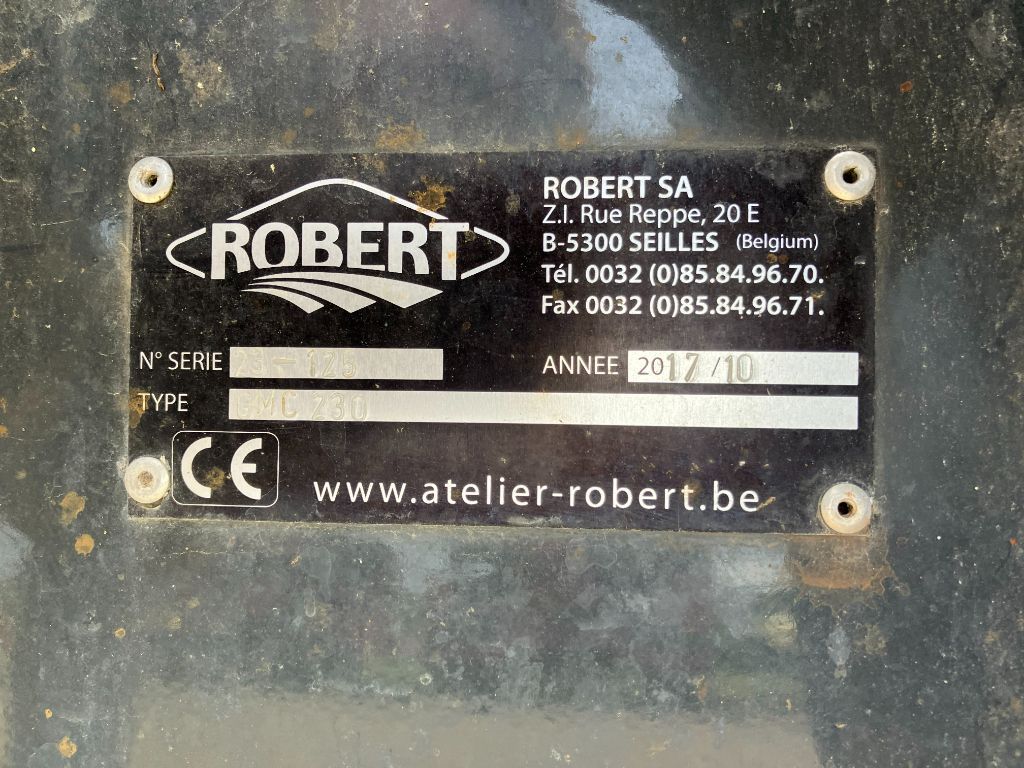 ROBERT
ROBERT SA
Z.I. Rue Reppe, 20 E
B-5300 SEILLES (Belgium)
Tél. 0032 (0)85.84.96.70.
Fax 0032 (0)85.84.96.71.
N° SERIE
ANNEE 2017/10
TYPE 230
CE
www.atelier-robert.be